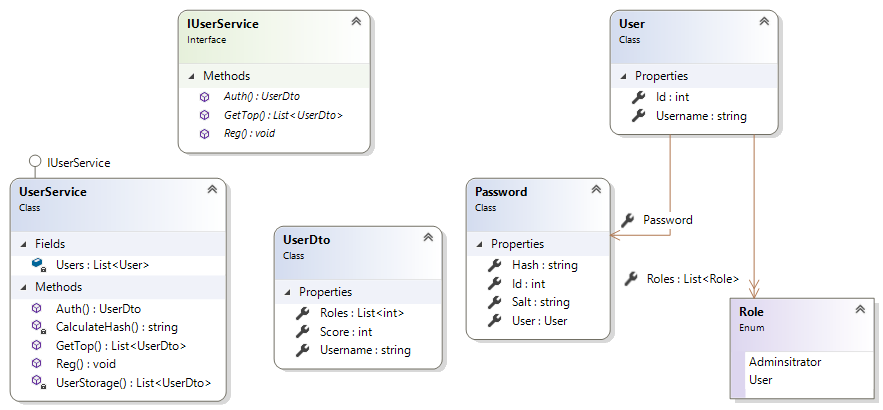 IUserService
Interface
Methods
Auth() : UserDto
GetTop() : List<UserDto>
Reg() : void
User
Class
Properties
Id : int
Username : string
IUserService
UserService
Class
Fields
Users : List<User>
Methods
Auth() : UserDto
CalculateHash() : string
GetTop() : List<UserDto>
Reg() : void
UserStorage() : List<UserDto>
UserDto
Class
Properties
Roles : List<int>
Score : int
Username : string
Password
Class
Properties
Hash : string
Id : int
Salt : string
User : User
Password
Roles : List<Role>
Role
Enum
Adminsitrator
User